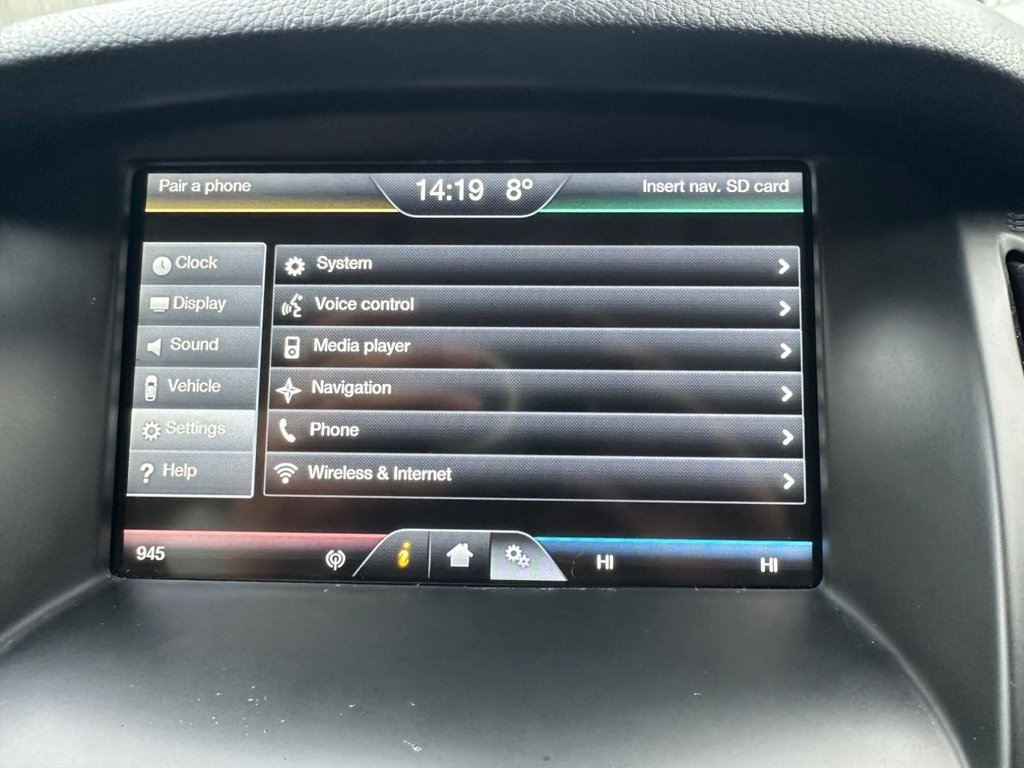 Pair a phone
14:19 8°
Insert nav. SD card
Clock
Display
Sound
Vehicle
Settings
? Help
System
Voice control
Media player
Navigation
Phone
Wireless & Internet
945
i
HI
HI